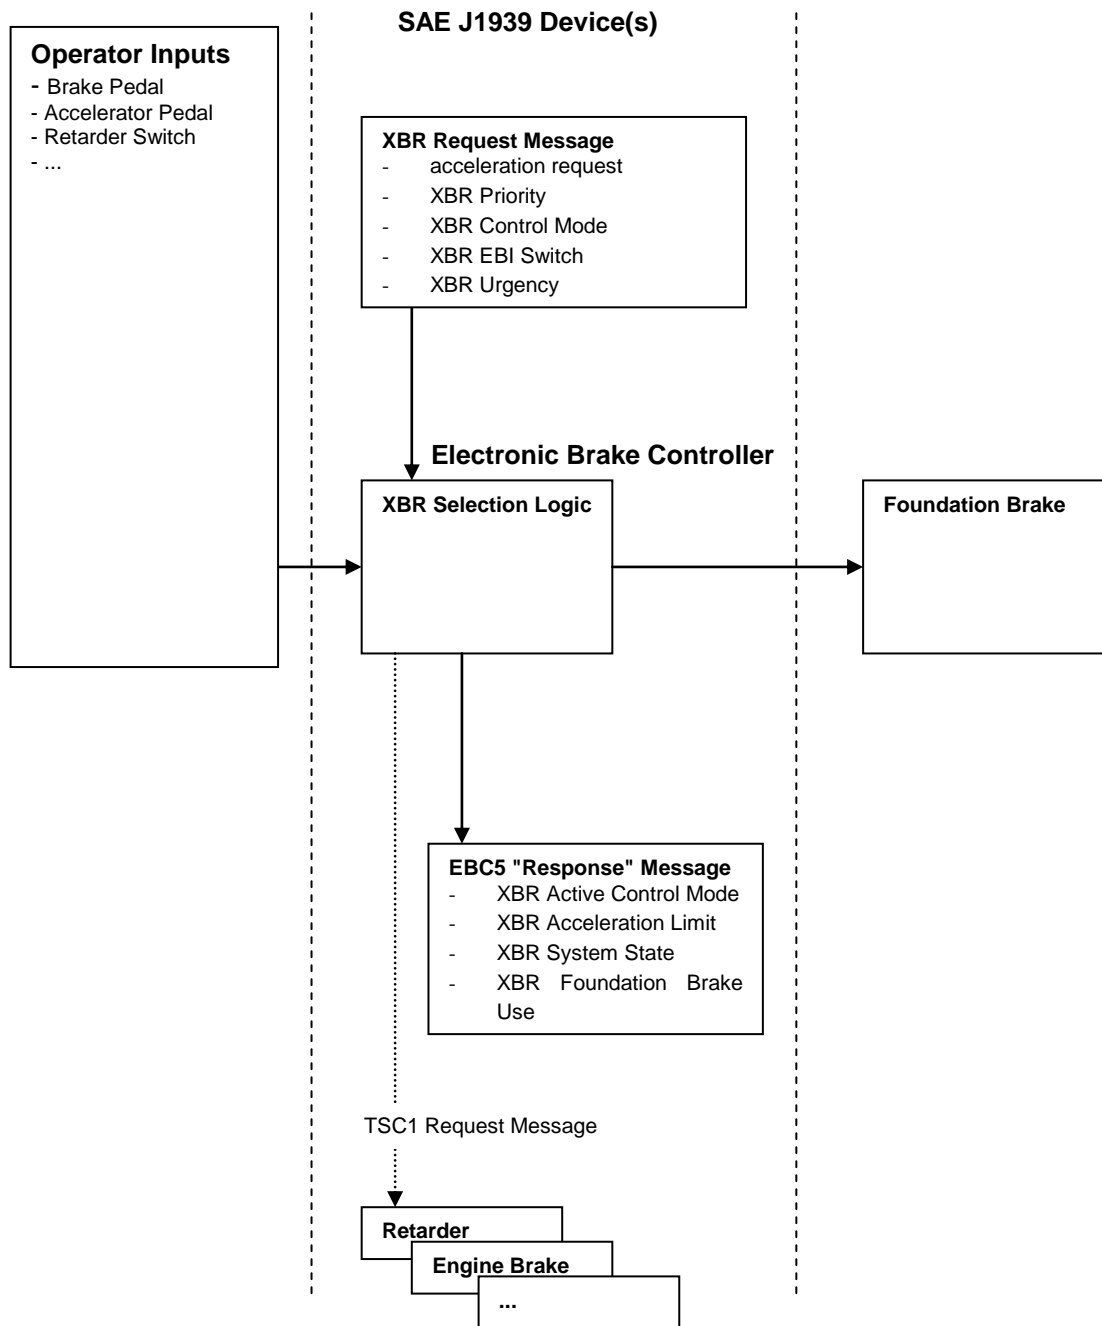 SAE J1939 Device(s)
Operator Inputs
- Brake Pedal
- Accelerator Pedal
- Retarder Switch
- ...
XBR Request Message
- acceleration request
- XBR Priority
- XBR Control Mode
- XBR EBI Switch
- XBR Urgency
Electronic Brake Controller
XBR Selection Logic
Foundation Brake
EBC5 "Response" Message
- XBR Active Control Mode
- XBR Acceleration Limit
- XBR System State
- XBR Foundation Brake
Use
TSC1 Request Message
Retarder
Engine Brake
...